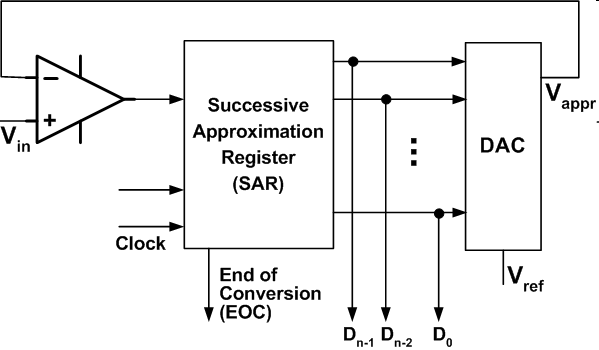 −
+
V_in
Successive
Approximation
Register
(SAR)
Clock
End of
Conversion
(EOC)
D_n-1
D_n-2
D_0
DAC
V_appr
V_ref